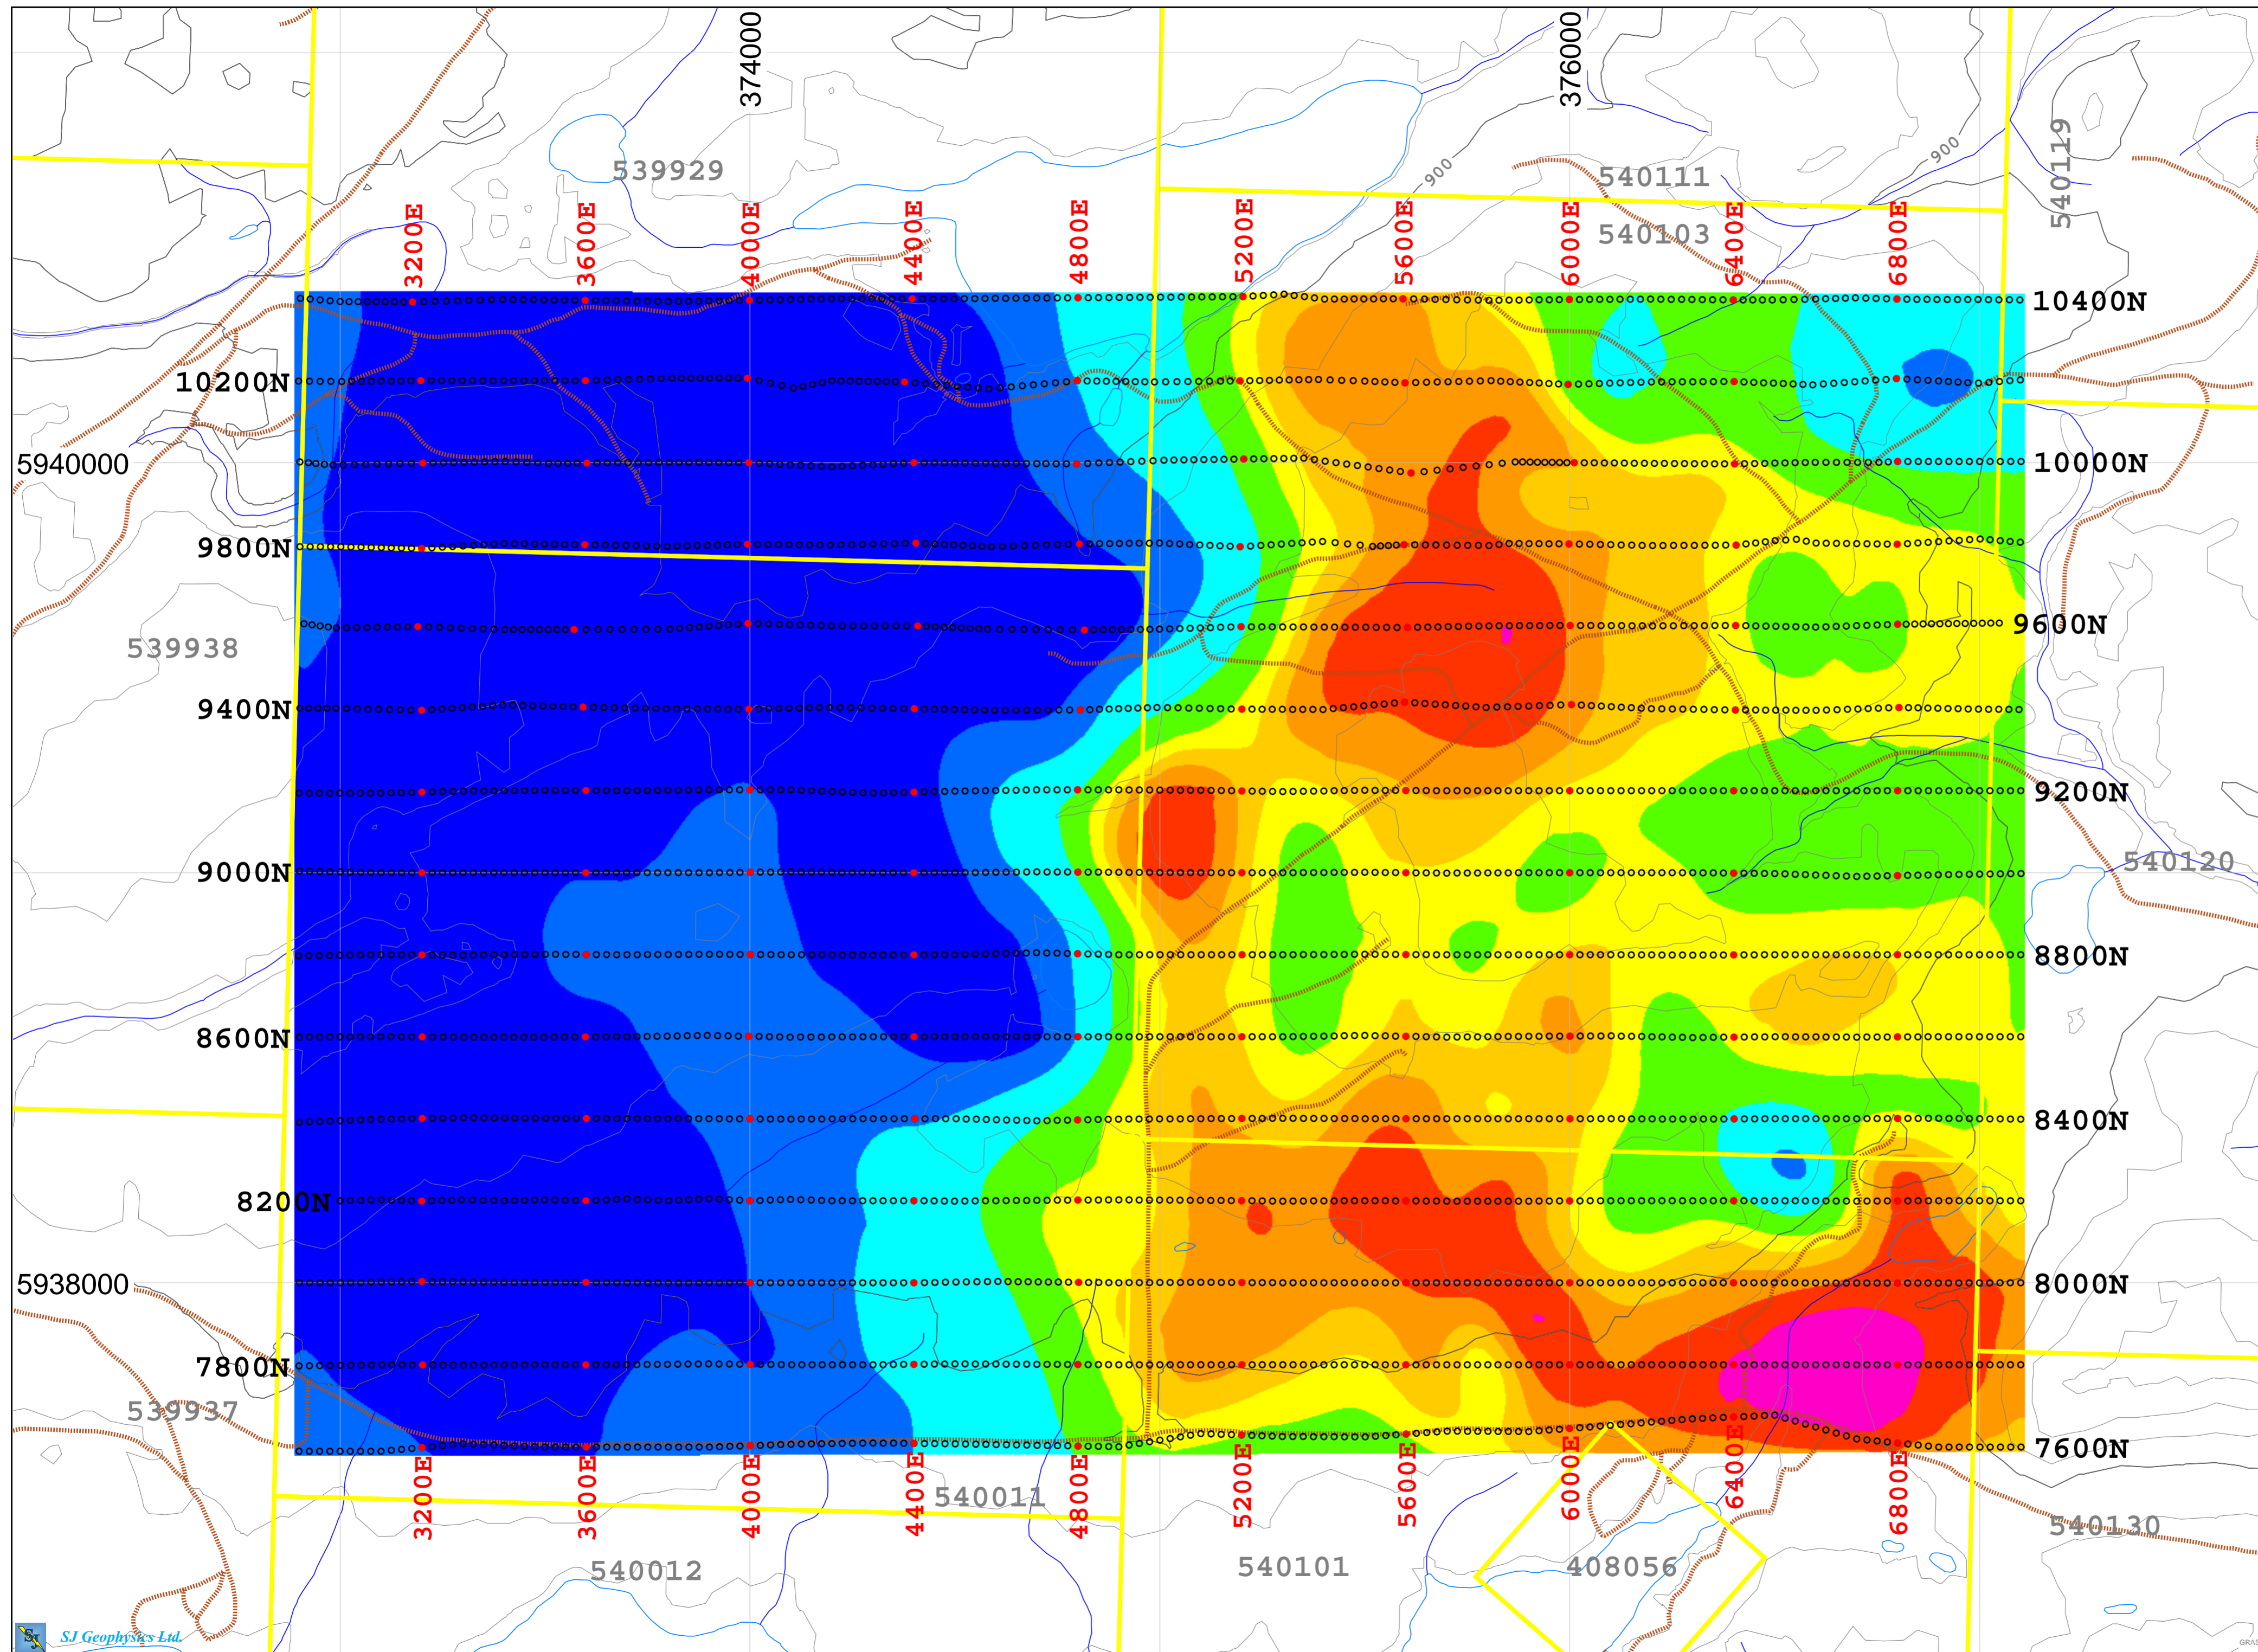 374000
376000
540119
900
900
539929
540111
540103
3200E
3600E
4000E
4400E
4800E
5200E
5600E
6000E
6400E
6800E
10400N
10200N
5940000
10000N
9800N
9600N
539938
9400N
9200N
9000N
540120
8800N
8600N
8400N
8200N
5938000
8000N
7800N
539937
7600N
3200E
3600E
4000E
4400E
4800E
5200E
5600E
6000E
6400E
6800E
540011
540130
540012
540101
408056
SJ
SJ Geophysics Ltd.
GRAS